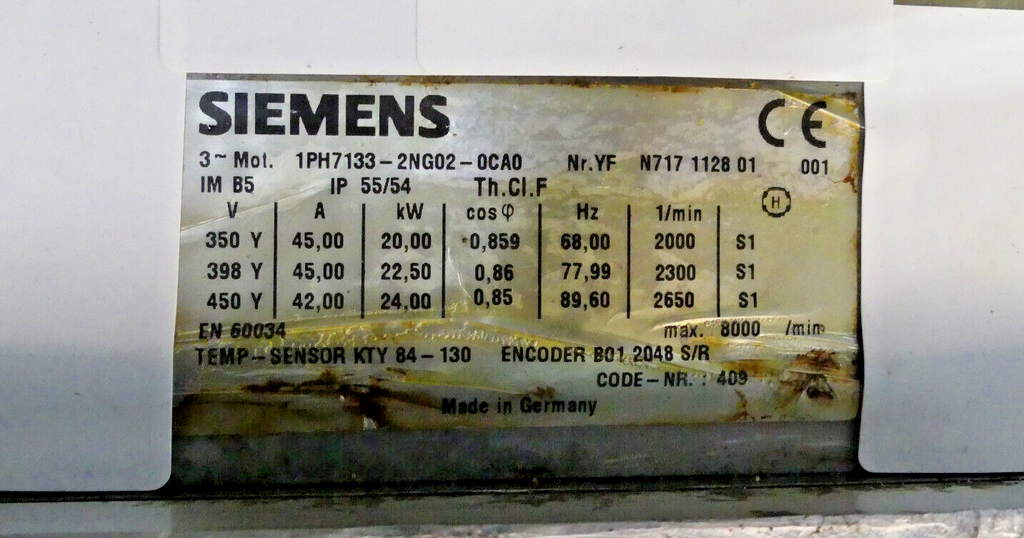 SIEMENS CE
3~ Mot. 1PH7133-2NG02-0CA0 Nr.YF N717 1128 01 001
IM B5 IP 55/54 Th.Cl.F H
V A kW cosφ Hz 1/min
350 Y 45,00 20,00 0,859 68,00 2000 S1
398 Y 45,00 22,50 0,86 77,99 2300 S1
450 Y 42,00 24,00 0,85 89,60 2650 S1
EN 60034 max. 8000 /min
TEMP-SENSOR KTY 84-130 ENCODER B01 2048 S/R
CODE-NR. : 409
Made in Germany